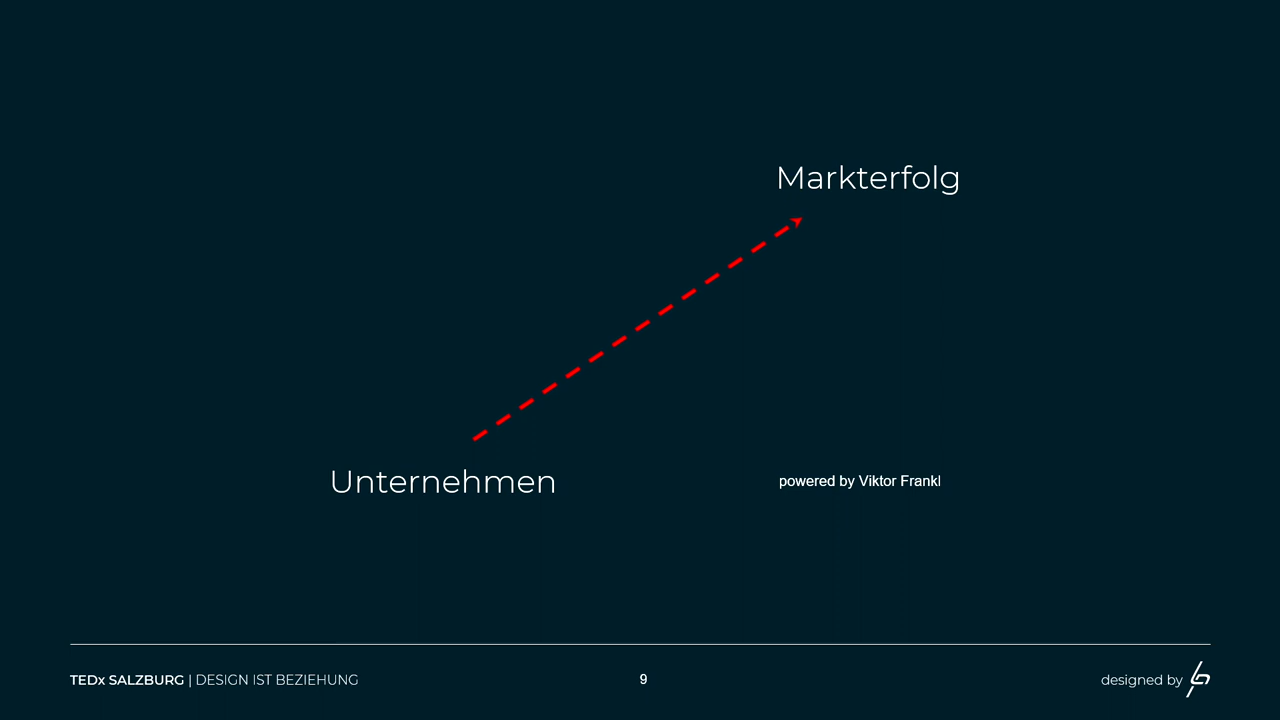 Markterfolg
Unternehmen
powered by Viktor Frankl
TEDx SALZBURG | DESIGN IST BEZIEHUNG
9
designed by